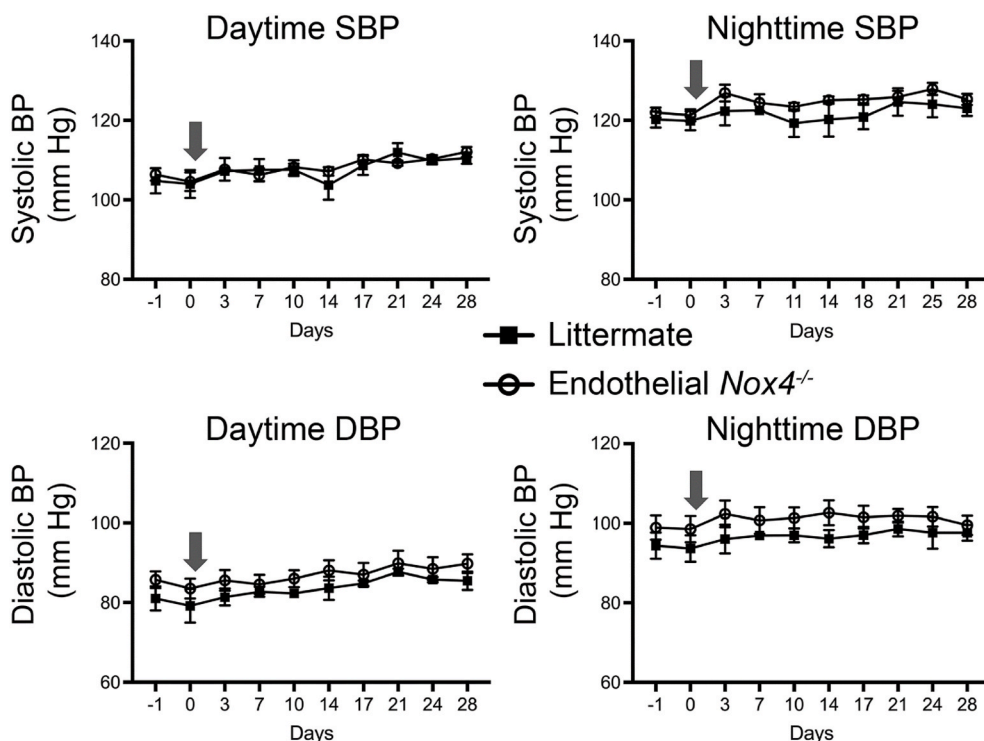 Daytime SBP
Systolic BP
(mm Hg)
140
120
100
80
-1 0 3 7 10 14 17 21 24 28
Days
Nighttime SBP
Systolic BP
(mm Hg)
140
120
100
80
-1 0 3 7 11 14 18 21 25 28
Days
Littermate
Endothelial Nox4-/-
Daytime DBP
Diastolic BP
(mm Hg)
120
100
80
60
-1 0 3 7 10 14 17 21 24 28
Days
Nighttime DBP
Diastolic BP
(mm Hg)
120
100
80
60
-1 0 3 7 10 14 17 21 24 28
Days